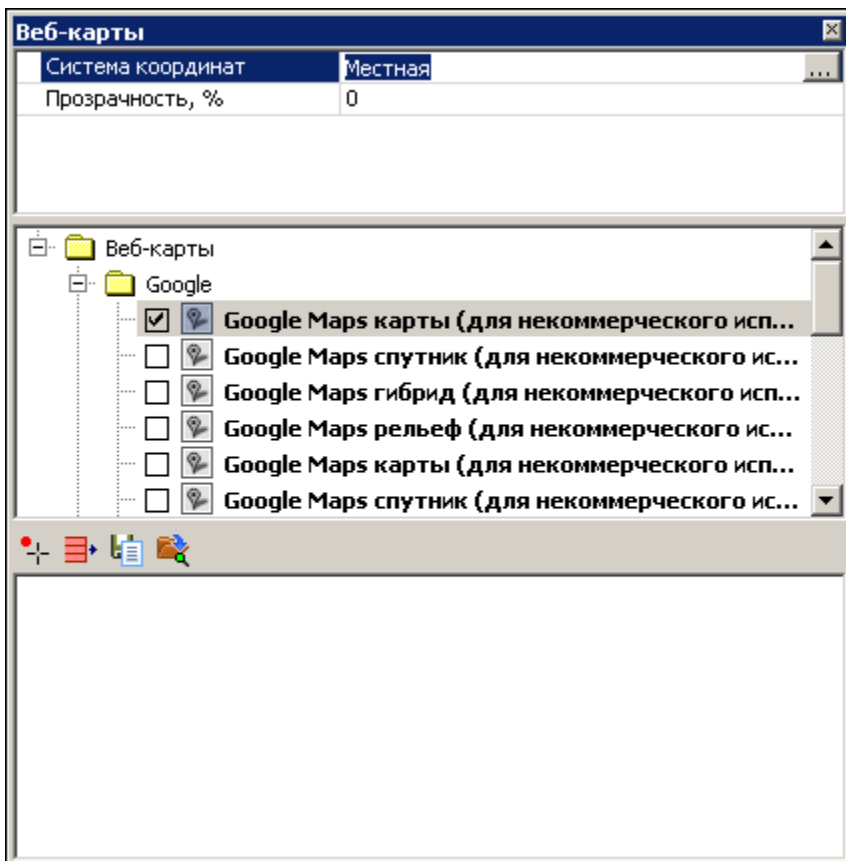 Веб-карты
Система координат Местная ...
Прозрачность, % 0
Веб-карты
Google
Google Maps карты (для некоммерческого исп...
Google Maps спутник (для некоммерческого ис...
Google Maps гибрид (для некоммерческого исп...
Google Maps рельеф (для некоммерческого ис...
Google Maps карты (для некоммерческого исп...
Google Maps спутник (для некоммерческого ис...